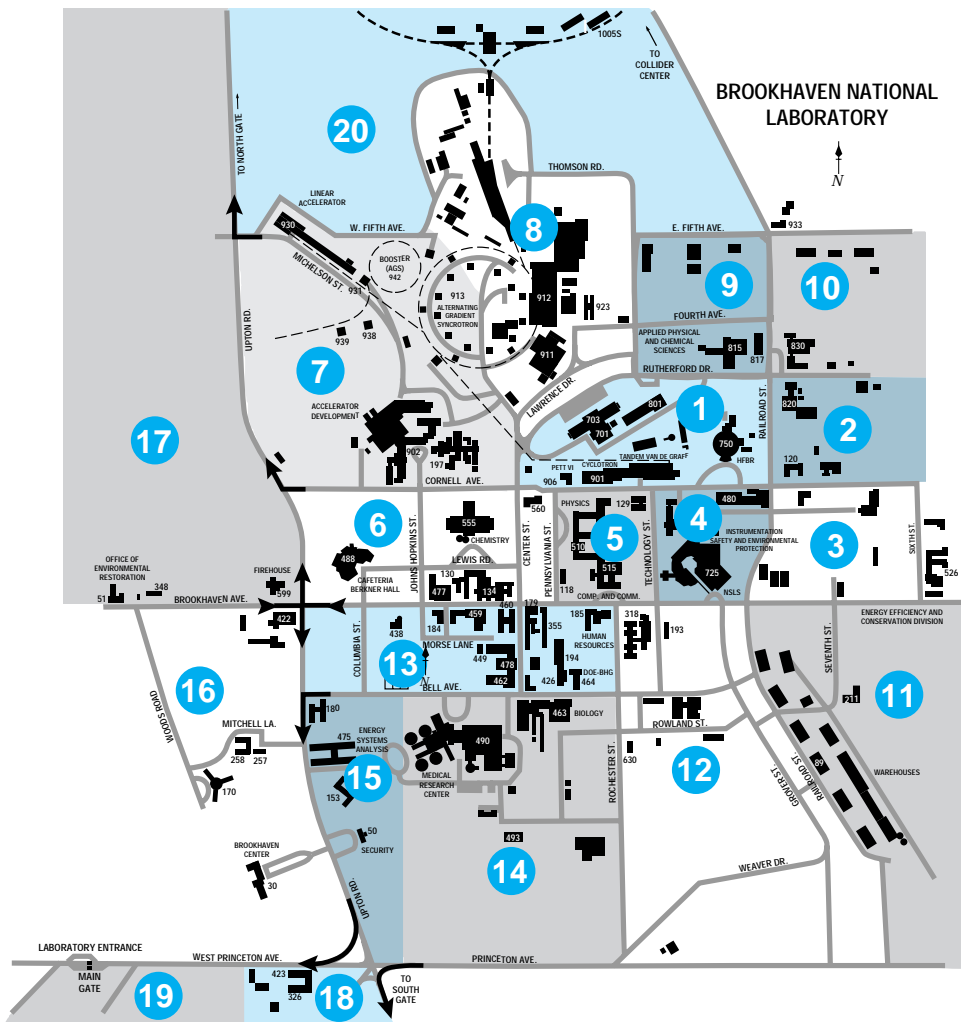 1005S
TO
COLLIDER
CENTER
BROOKHAVEN NATIONAL
LABORATORY
N
TO NORTH GATE
20
THOMSON RD.
LINEAR
ACCELERATOR
930
W. FIFTH AVE.
8
E. FIFTH AVE.
933
MICHELSON ST.
931
BOOSTER
(AGS)
942
913
ALTERNATING
GRADIENT
SYNCROTRON
912
923
9
10
UPTON RD.
939
938
FOURTH AVE.
911
APPLIED PHYSICAL
AND CHEMICAL
SCIENCES
815
817
830
7
LAWRENCE DR.
RUTHERFORD DR.
ACCELERATOR
DEVELOPMENT
703
801
701
1
RAILROAD ST.
820
2
17
902
197
TANDEM VAN DE GRAFF
750
HFBR
120
CORNELL AVE.
PETT VI
906
CYCLOTRON
901
6
JOHNS HOPKINS ST.
555
CHEMISTRY
560
CENTER ST.
PENNSYLVANIA ST.
PHYSICS
129
510
5
515
118
COMP. AND COMM.
TECHNOLOGY ST.
480
4
INSTRUMENTATION
SAFETY AND ENVIRONMENTAL
PROTECTION
725
NSLS
3
SIXTH ST.
526
488
CAFETERIA
BERKNER HALL
LEWIS RD.
130
477
134
OFFICE OF
ENVIRONMENTAL
RESTORATION
51
348
FIREHOUSE
599
BROOKHAVEN AVE.
422
COLUMBIA ST.
438
184
459
460
179
355
185
HUMAN
RESOURCES
318
193
ENERGY EFFICIENCY AND
CONSERVATION DIVISION
13
MORSE LANE
449
478
462
194
426
DOE-BHG
464
N
BELL AVE.
SEVENTH ST.
16
WOODS ROAD
180
211
11
MITCHELL LA.
258
257
475
ENERGY
SYSTEMS
ANALYSIS
463
BIOLOGY
490
ROWLAND ST.
630
ROCHESTER ST.
12
15
MEDICAL
RESEARCH
CENTER
GROVER ST.
RAILROAD ST.
89
WAREHOUSES
170
153
50
SECURITY
BROOKHAVEN
CENTER
30
493
14
WEAVER DR.
UPTON RD.
LABORATORY ENTRANCE
WEST PRINCETON AVE.
PRINCETON AVE.
MAIN
GATE
19
423
326
18
TO
SOUTH
GATE